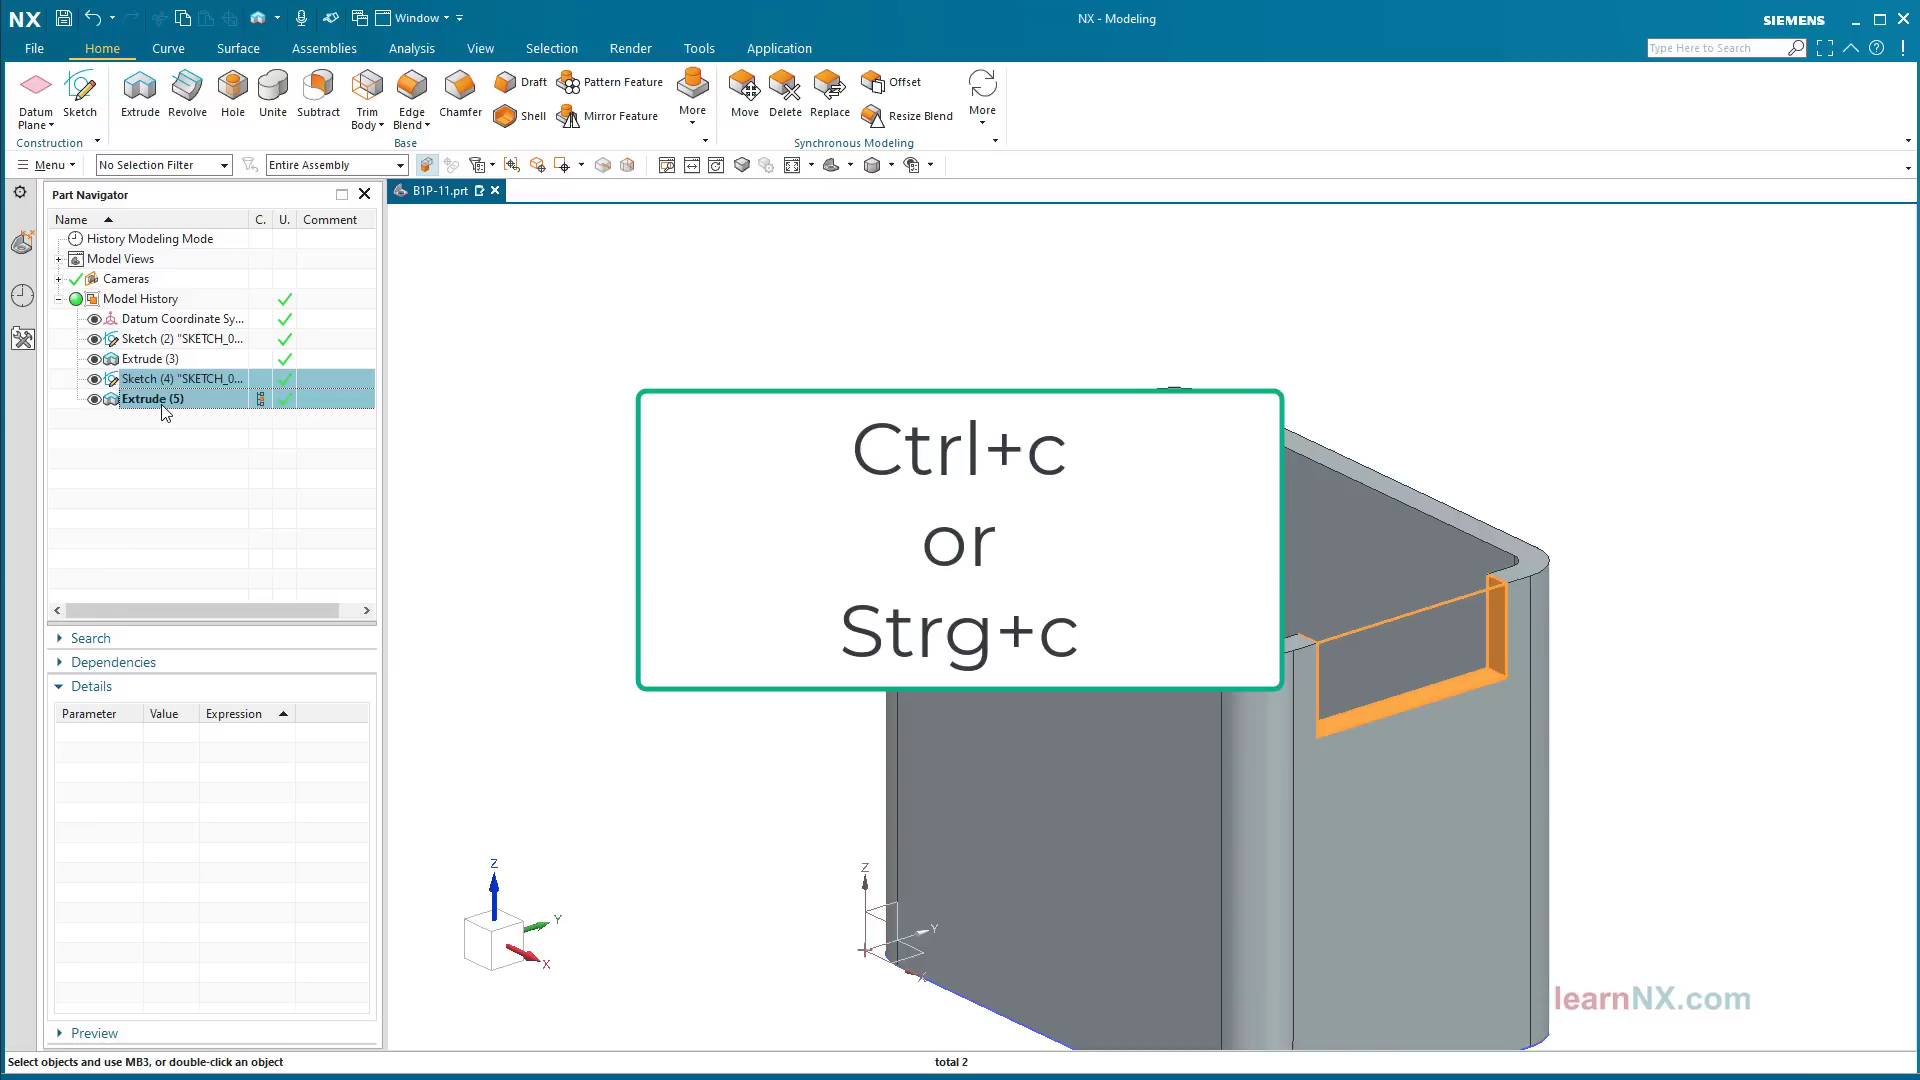 NX
Window
NX - Modeling
SIEMENS
File
Home
Curve
Surface
Assemblies
Analysis
View
Selection
Render
Tools
Application
Type Here to Search
Datum
Plane
Sketch
Extrude
Revolve
Hole
Unite
Subtract
Trim
Body
Edge
Blend
Chamfer
Draft
Shell
Pattern Feature
Mirror Feature
More
Move
Delete
Replace
Offset
Resize Blend
More
Construction
Base
Synchronous Modeling
Menu
No Selection Filter
Entire Assembly
Part Navigator
B1P-11.prt
Name
C.
U.
Comment
History Modeling Mode
Model Views
Cameras
Model History
Datum Coordinate Sy...
Sketch (2) "SKETCH_0...
Extrude (3)
Sketch (4) "SKETCH_0...
Extrude (5)
Ctrl+c
or
Strg+c
Search
Dependencies
Details
Parameter
Value
Expression
Preview
Z
Y
X
Z
Y
X
learnNX.com
Select objects and use MB3, or double-click an object
total 2